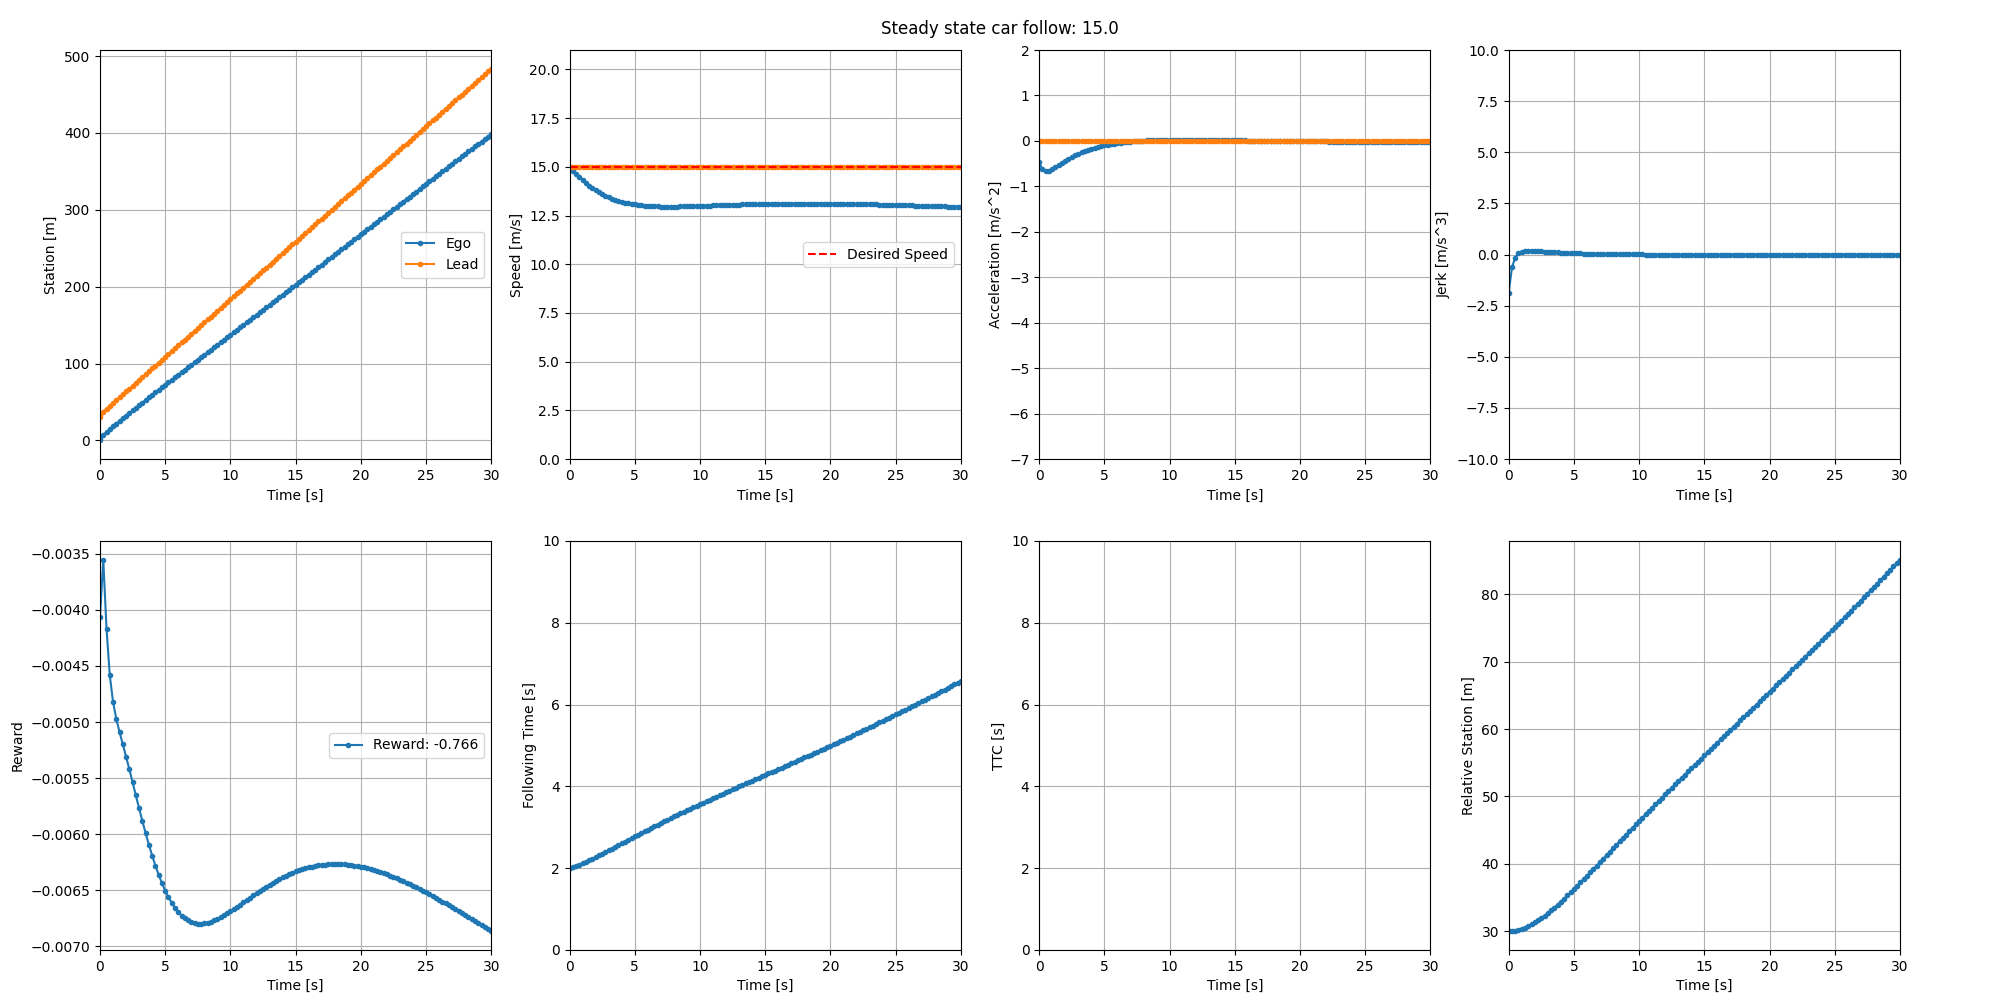 Steady state car follow: 15.0
Station [m]
500
400
300
200
100
0
Ego
Lead
0 5 10 15 20 25 30
Time [s]
Speed [m/s]
20.0
17.5
15.0
12.5
10.0
7.5
5.0
2.5
0.0
Desired Speed
0 5 10 15 20 25 30
Time [s]
Acceleration [m/s^2]
2
1
0
−1
−2
−3
−4
−5
−6
−7
0 5 10 15 20 25 30
Time [s]
Jerk [m/s^3]
10.0
7.5
5.0
2.5
0.0
−2.5
−5.0
−7.5
−10.0
0 5 10 15 20 25 30
Time [s]
Reward
−0.0035
−0.0040
−0.0045
−0.0050
−0.0055
−0.0060
−0.0065
−0.0070
Reward: -0.766
0 5 10 15 20 25 30
Time [s]
Following Time [s]
10
8
6
4
2
0
0 5 10 15 20 25 30
Time [s]
TTC [s]
10
8
6
4
2
0
0 5 10 15 20 25 30
Time [s]
Relative Station [m]
80
70
60
50
40
30
0 5 10 15 20 25 30
Time [s]